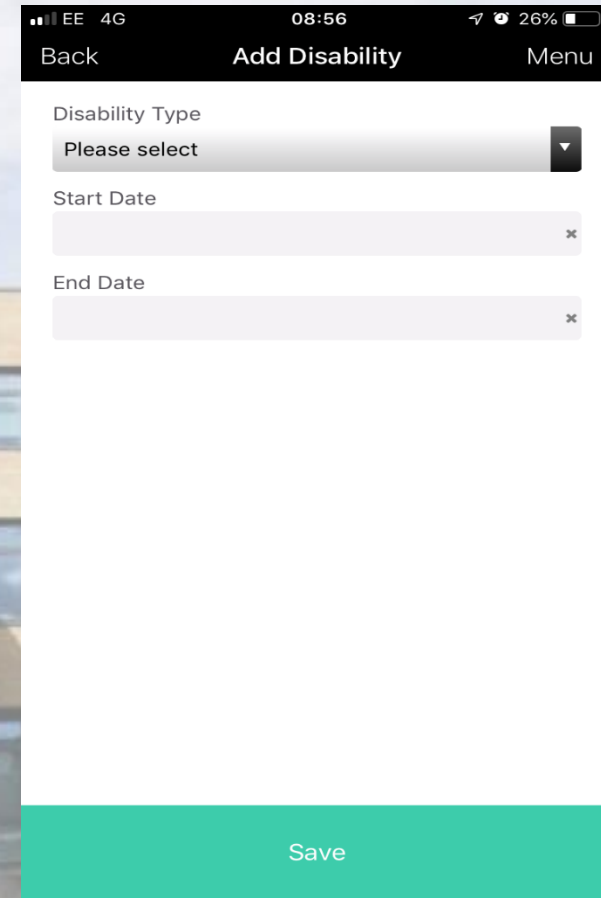 EE 4G 08:56 26%
Back Add Disability Menu
Disability Type
Please select
Start Date
End Date
Save